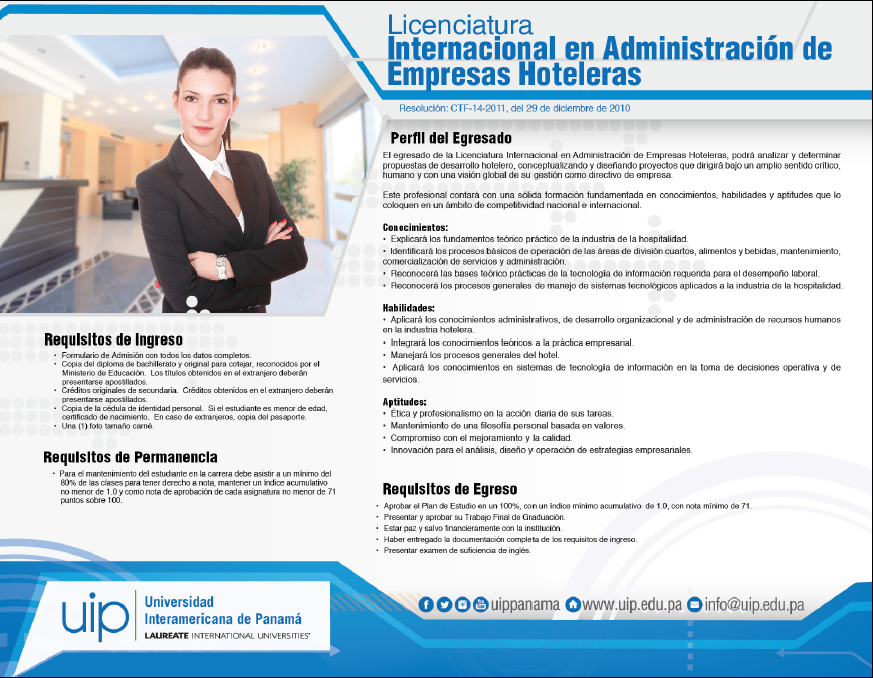 Licenciatura
Internacional en Administración de
Empresas Hoteleras
Resolución: CTF-14-2011, del 29 de diciembre de 2010
Perfil del Egresado
El egresado de la Licenciatura Internacional en Administración de Empresas Hoteleras, podrá analizar y determinar
propuestas de desarrollo hotelero, conceptualizando y diseñando proyectos que dirigirá bajo un amplio sentido crítico,
humano y con una visión global de su gestión como directivo de empresa.
Este profesional contará con una sólida formación fundamentada en conocimientos, habilidades y aptitudes que lo
coloquen en un ámbito de competitividad nacional e internacional.
Conocimientos:
• Explicará los fundamentos teórico práctico de la industria de la hospitalidad.
• Identificará los procesos básicos de operación de las áreas de división cuartos, alimentos y bebidas, mantenimiento,
comercialización de servicios y administración.
• Reconocerá las bases teórico prácticas de la tecnología de información requerida para el desempeño laboral.
• Reconocerá los procesos generales de manejo de sistemas tecnológicos aplicados a la industria de la hospitalidad.
Habilidades:
• Aplicará los conocimientos administrativos, de desarrollo organizacional y de administración de recursos humanos
en la industria hotelera.
• Integrará los conocimientos teóricos a la práctica empresarial.
• Manejará los procesos generales del hotel.
• Aplicará los conocimientos en sistemas de tecnología de información en la toma de decisiones operativa y de
servicios.
Aptitudes:
• Ética y profesionalismo en la acción diaria de sus tareas.
• Mantenimiento de una filosofía personal basada en valores.
• Compromiso con el mejoramiento y la calidad.
• Innovación para el análisis, diseño y operación de estrategias empresariales.
Requisitos de Egreso
• Aprobar el Plan de Estudio en un 100%, con un índice mínimo acumulativo de 1.0, con nota mínimo de 71.
• Presentar y aprobar su Trabajo Final de Graduación.
• Estar paz y salvo financieramente con la institución.
• Haber entregado la documentación completa de los requisitos de ingreso.
• Presentar examen de suficiencia de inglés.
Requisitos de Ingreso
• Formulario de Admisión con todos los datos completos.
• Copia del diploma de bachillerato y original para cotejar, reconocidos por el
Ministerio de Educación. Los títulos obtenidos en el extranjero deberán
presentarse apostillados.
• Créditos originales de secundaria. Créditos obtenidos en el extranjero deberán
presentarse apostillados.
• Copia de la cédula de identidad personal. Si el estudiante es menor de edad,
certificado de nacimiento. En caso de extranjeros, copia del pasaporte.
• Una (1) foto tamaño carné.
Requisitos de Permanencia
• Para el mantenimiento del estudiante en la carrera debe asistir a un mínimo del
80% de las clases para tener derecho a nota, mantener un índice acumulativo
no menor de 1.0 y como nota de aprobación de cada asignatura no menor de 71
puntos sobre 100.
uip
Universidad
Interamericana de Panamá
LAUREATE INTERNATIONAL UNIVERSITIES®
uippanama www.uip.edu.pa info@uip.edu.pa